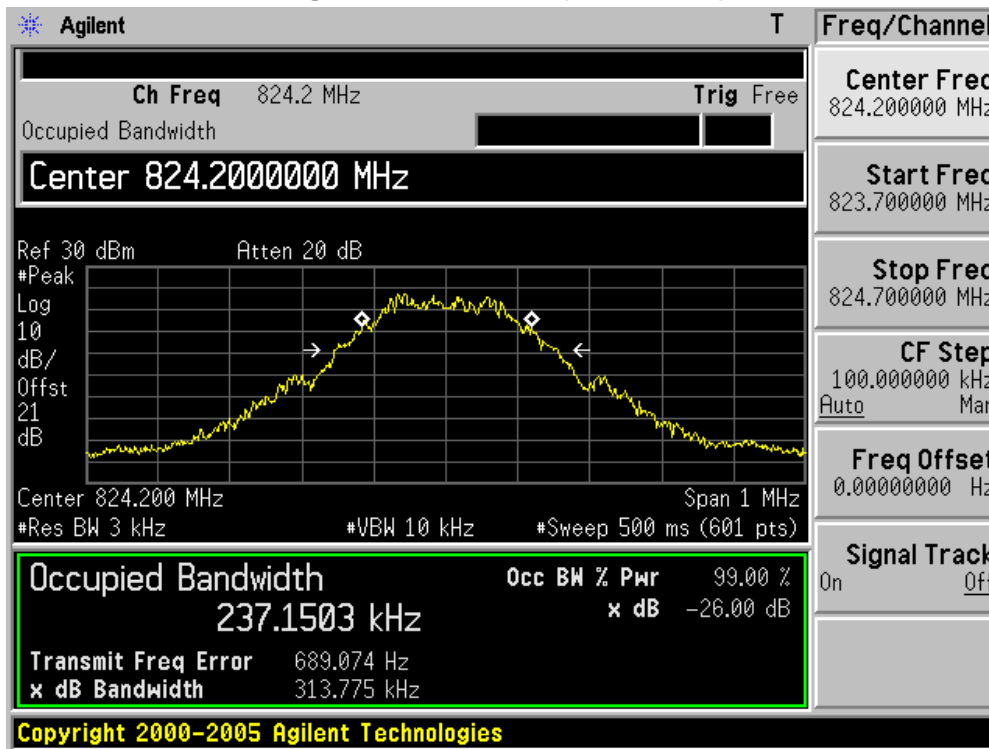 Agilent T Freq/Channel
Ch Freq 824.2 MHz Trig Free
Occupied Bandwidth
Center 824.2000000 MHz
Ref 30 dBm Atten 20 dB
#Peak
Log
10
dB/
Offst
21
dB
Center 824.200 MHz Span 1 MHz
#Res BW 3 kHz #VBW 10 kHz #Sweep 500 ms (601 pts)
Occupied Bandwidth Occ BW % Pwr 99.00 %
237.1503 kHz x dB -26.00 dB
Transmit Freq Error 689.074 Hz
x dB Bandwidth 313.775 kHz
Copyright 2000-2005 Agilent Technologies
Center Freq
824.200000 MHz
Start Freq
823.700000 MHz
Stop Freq
824.700000 MHz
CF Step
100.000000 kHz
Auto Man
Freq Offset
0.00000000 Hz
Signal Track
On Off